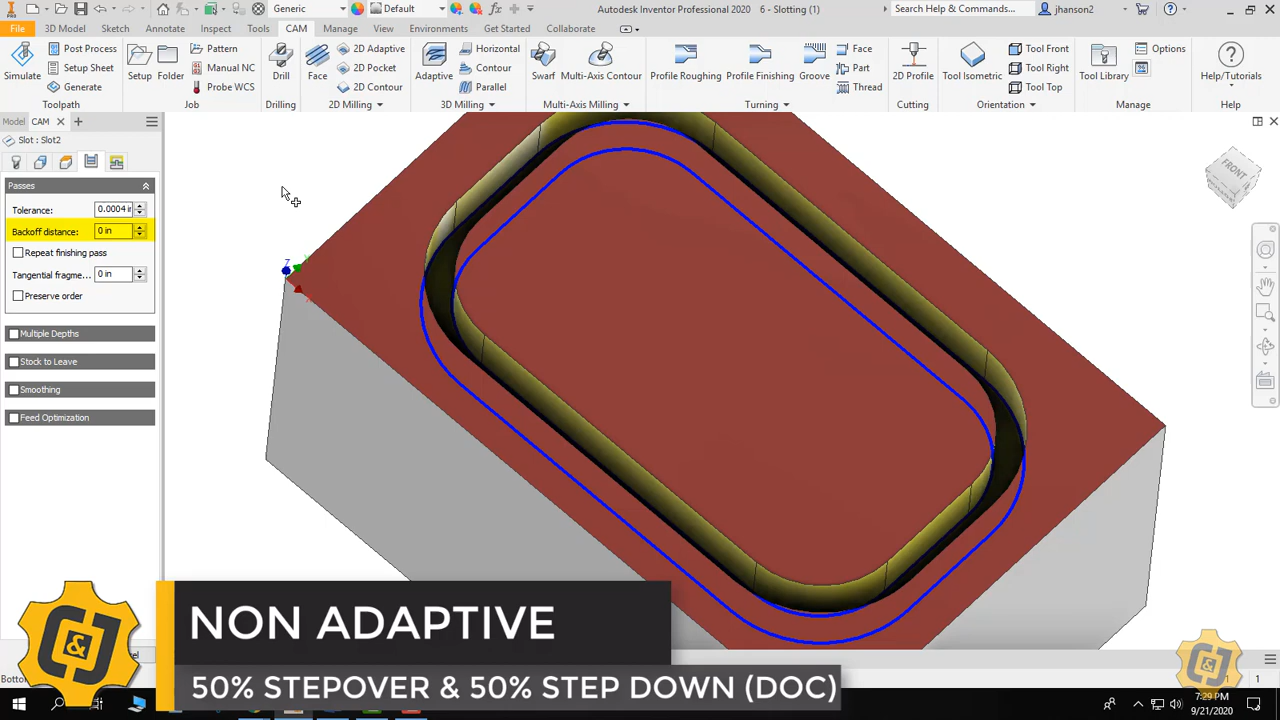 Generic
Default
Autodesk Inventor Professional 2020 6 - Slotting (1)
Search Help & Commands...
jhanson2
PRO
File 3D Model Sketch Annotate Inspect Tools CAM Manage View Environments Get Started Collaborate
Simulate
Post Process
Setup Sheet
Generate
Toolpath
Setup
Folder
Pattern
Manual NC
Probe WCS
Job
Drill
Drilling
Face
2D Adaptive
2D Pocket
2D Contour
2D Milling
Adaptive
Horizontal
Contour
Parallel
3D Milling
Swarf
Multi-Axis Contour
Multi-Axis Milling
Profile Roughing
Profile Finishing
Groove
Face
Part
Thread
Turning
2D Profile
Cutting
Tool Isometric
Tool Front
Tool Right
Tool Top
Orientation
Tool Library
Options
Manage
Help/Tutorials
Help
Model CAM
Slot : Slot2
Passes
Tolerance: 0.0004 i
Backoff distance: 0 in
Repeat finishing pass
Tangential fragme... 0 in
Preserve order
Multiple Depths
Stock to Leave
Smoothing
Feed Optimization
FRONT
Z
NON ADAPTIVE
50% STEPOVER & 50% STEP DOWN (DOC)
1 1
7:29 PM
9/21/2020